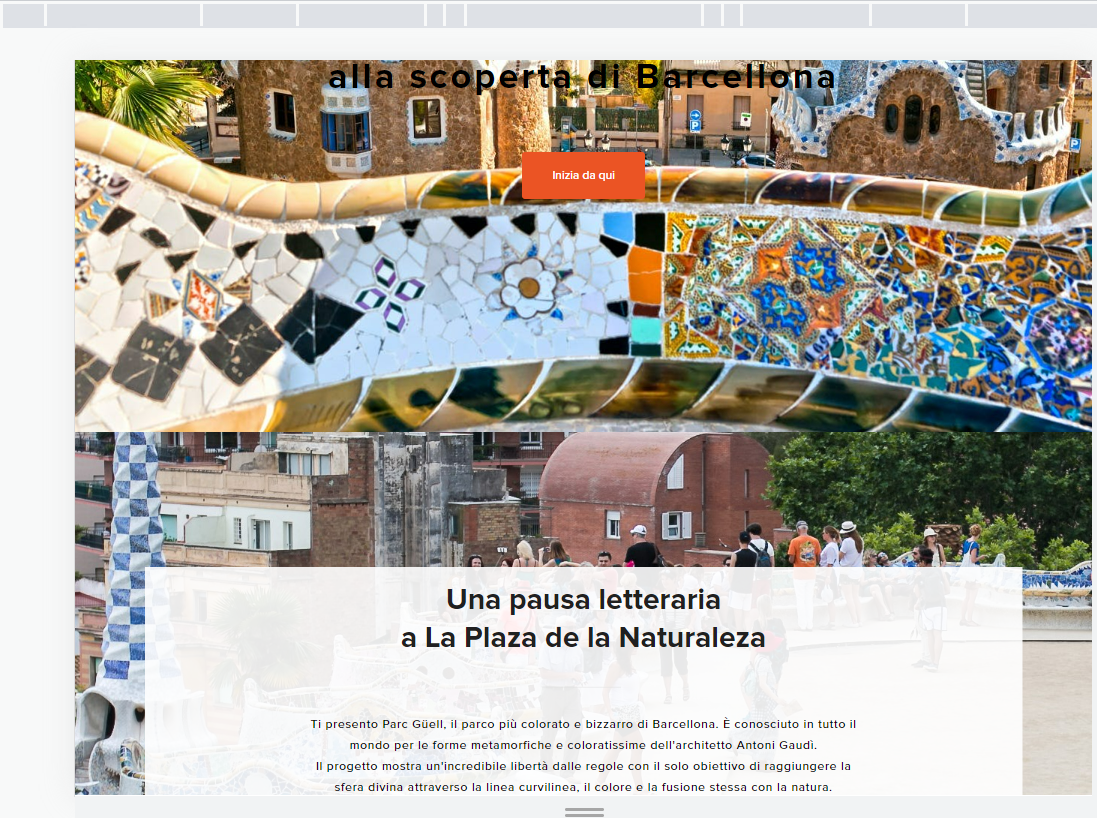 alla scoperta di Barcellona
Inizia da qui
Una pausa letteraria
a La Plaza de la Naturaleza
Ti presento Parc Güell, il parco più colorato e bizzarro di Barcellona. È conosciuto in tutto il
mondo per le forme metamorfiche e coloratissime dell'architetto Antoni Gaudì.
Il progetto mostra un'incredibile libertà dalle regole con il solo obiettivo di raggiungere la
sfera divina attraverso la linea curvilinea, il colore e la fusione stessa con la natura.